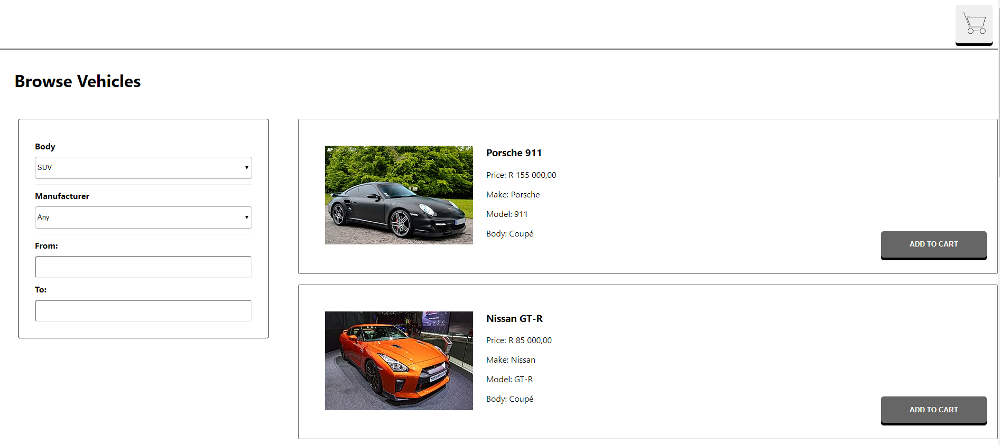 Browse Vehicles
Body
SUV
Manufacturer
Any
From:
To:
Porsche 911
Price: R 155 000,00
Make: Porsche
Model: 911
Body: Coupé
ADD TO CART
Nissan GT-R
Price: R 85 000,00
Make: Nissan
Model: GT-R
Body: Coupé
ADD TO CART
NISSAN GT-R